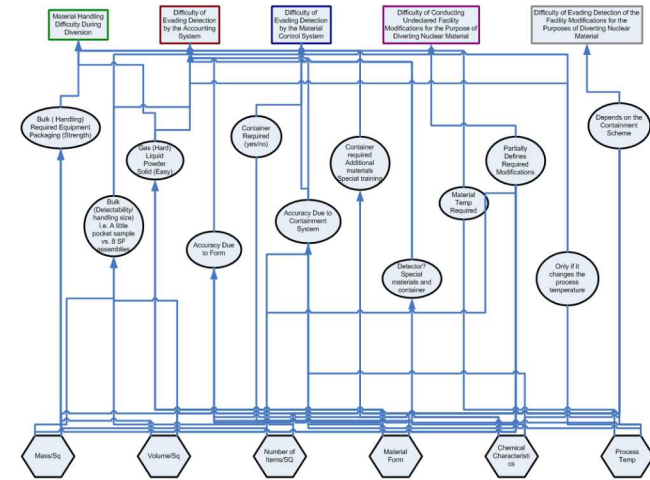 Material Handling
Difficulty During
Diversion
Difficulty of
Evading Detection
by the Accounting
System
Difficulty of
Evading Detection
by the Material
Control System
Difficulty of Conducting
Undeclared Facility
Modifications for the Purpose of
Diverting Nuclear Material
Difficulty of Evading Detection of the
Facility Modifications for the
Purposes of Diverting Nuclear
Material
Bulk ( Handling)
Required Equipment
Packaging (Strength)
Gas (Hard)
Liquid
Powder
Solid (Easy)
Container
Required
(yes/no)
Container
required
Additional
materials
Special training
Partially
Defines
Required
Modifications
Depends on the
Containment
Scheme
Bulk
(Detectability/
handling size)
i.e. A little
pocket sample
vs. 8 SF
assemblies
Accuracy Due
to Form
Accuracy Due to
Containment
System
Material
Temp
Required
Detector?
Special
materials and
container
Only if it
changes the
process
temperature
Mass/Sq
Volume/Sq
Number of
Items/SQ
Material
Form
Chemical
Characteristi
cs
Process
Temp